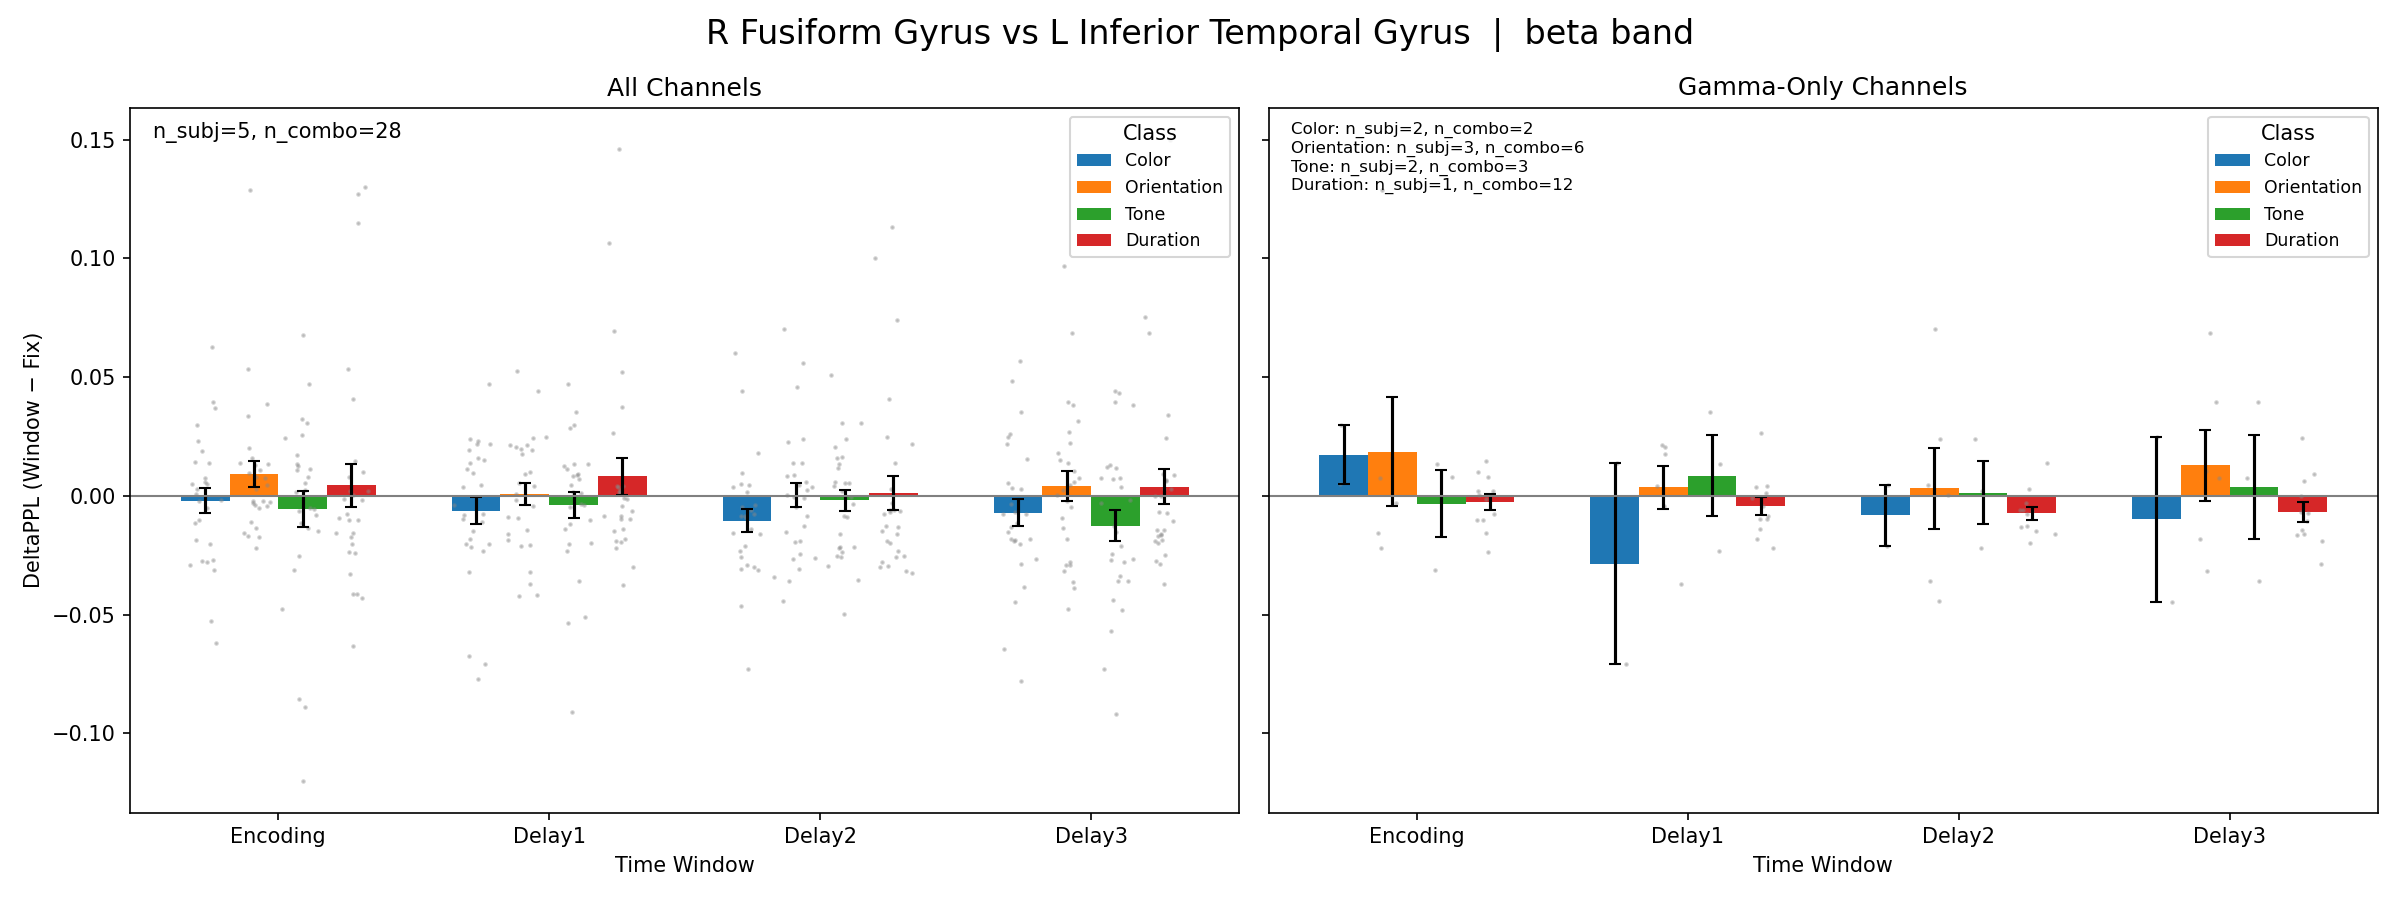 R Fusiform Gyrus vs L Inferior Temporal Gyrus | beta band
All Channels
n_subj=5, n_combo=28
Class
Color
Orientation
Tone
Duration
DeltaPPL (Window − Fix)
0.15
0.10
0.05
0.00
−0.05
−0.10
Encoding
Delay1
Delay2
Delay3
Time Window
Gamma-Only Channels
Color: n_subj=2, n_combo=2
Orientation: n_subj=3, n_combo=6
Tone: n_subj=2, n_combo=3
Duration: n_subj=1, n_combo=12
Class
Color
Orientation
Tone
Duration
Encoding
Delay1
Delay2
Delay3
Time Window